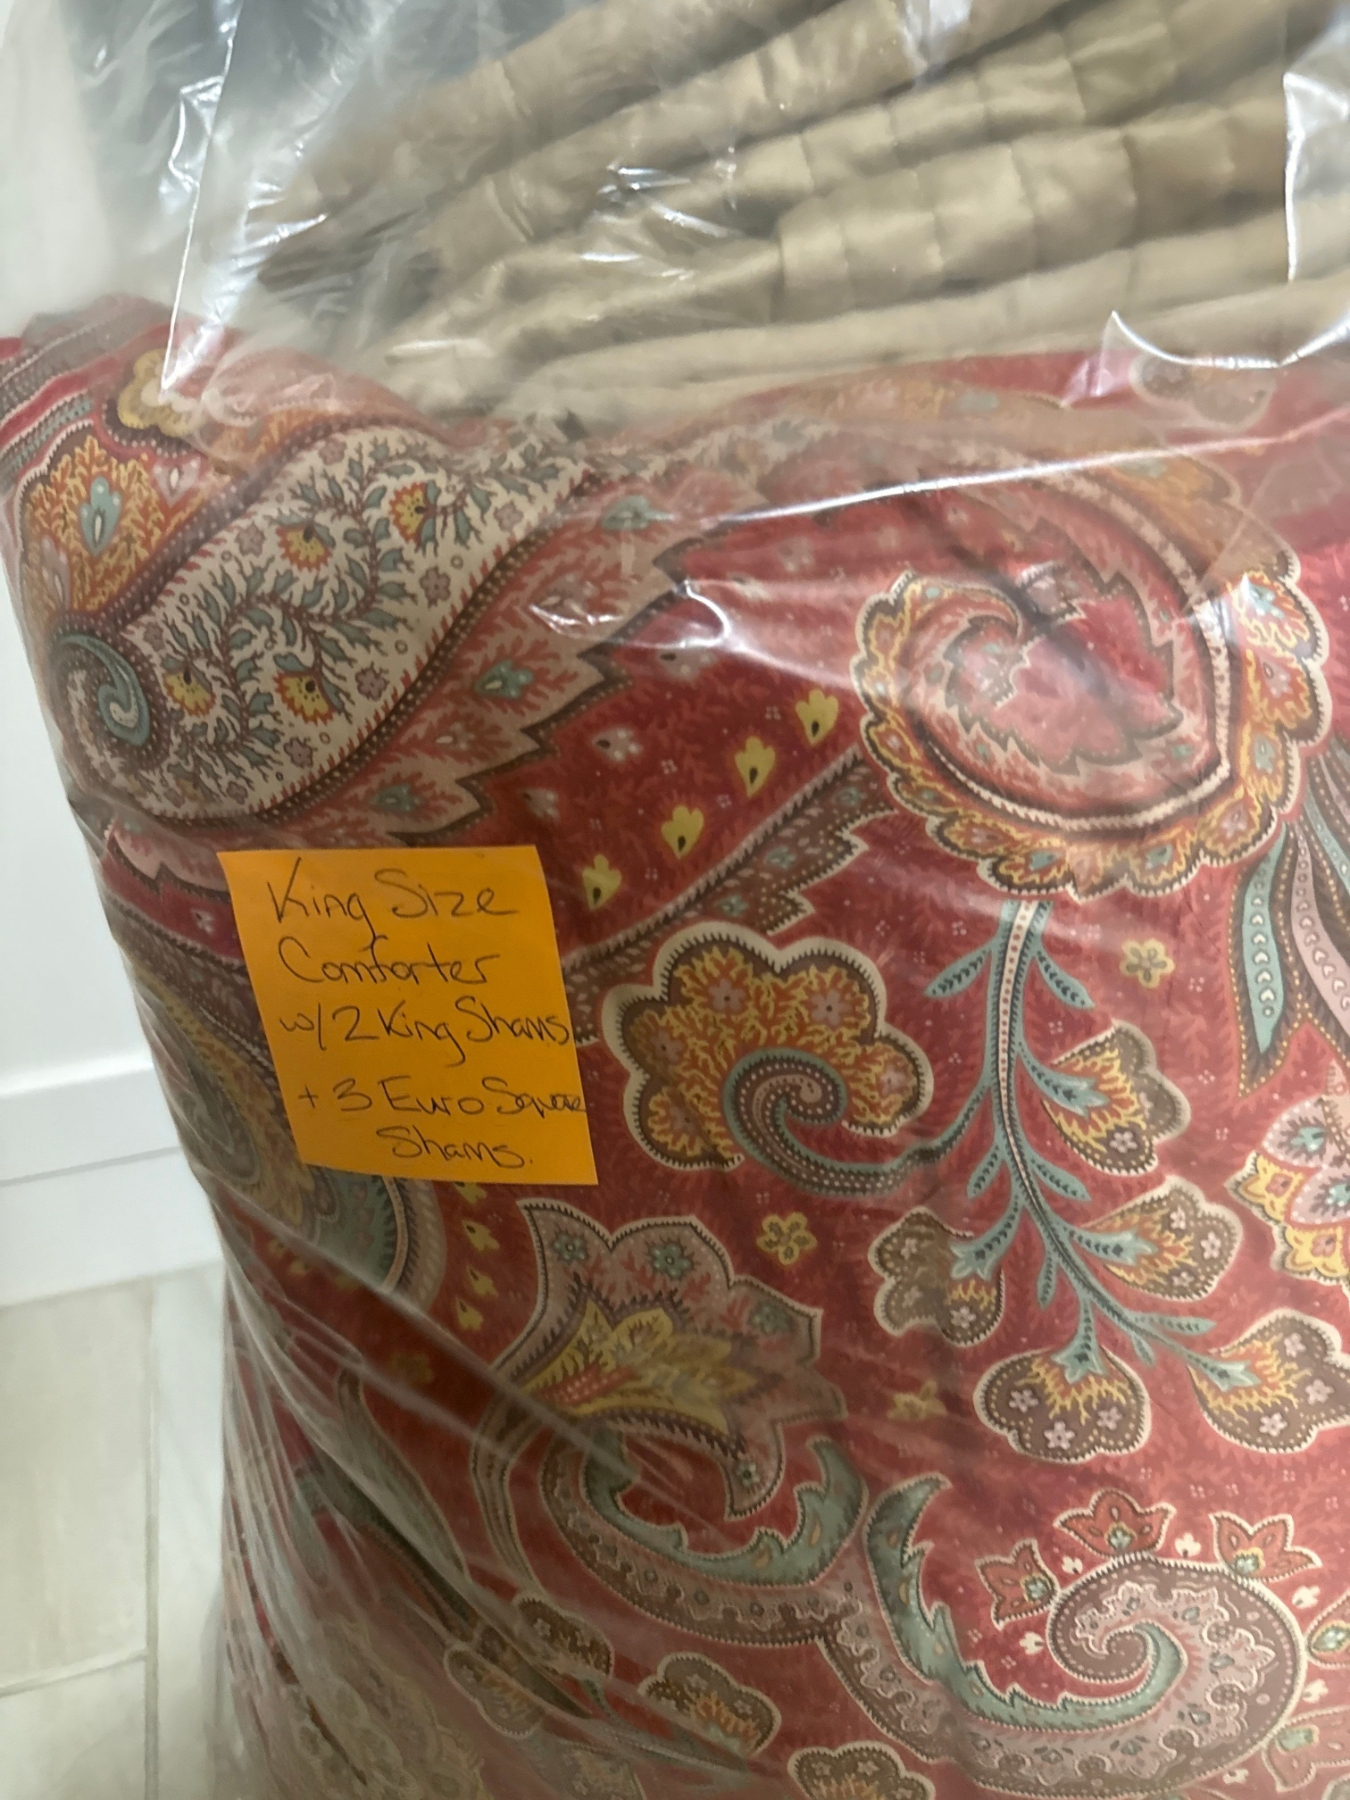 King Size
Comforter
w/2 King Shams
+ 3 Euro Square
Shams.